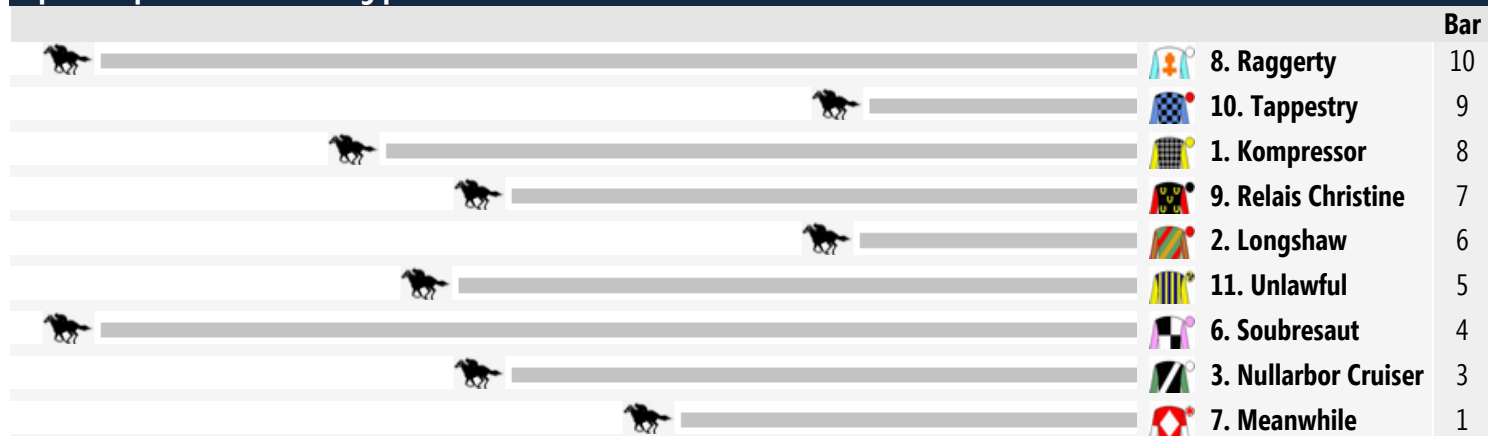 Bar
8. Raggerty 10
10. Tappestry 9
1. Kompressor 8
9. Relais Christine 7
2. Longshaw 6
11. Unlawful 5
6. Soubresaut 4
3. Nullarbor Cruiser 3
7. Meanwhile 1